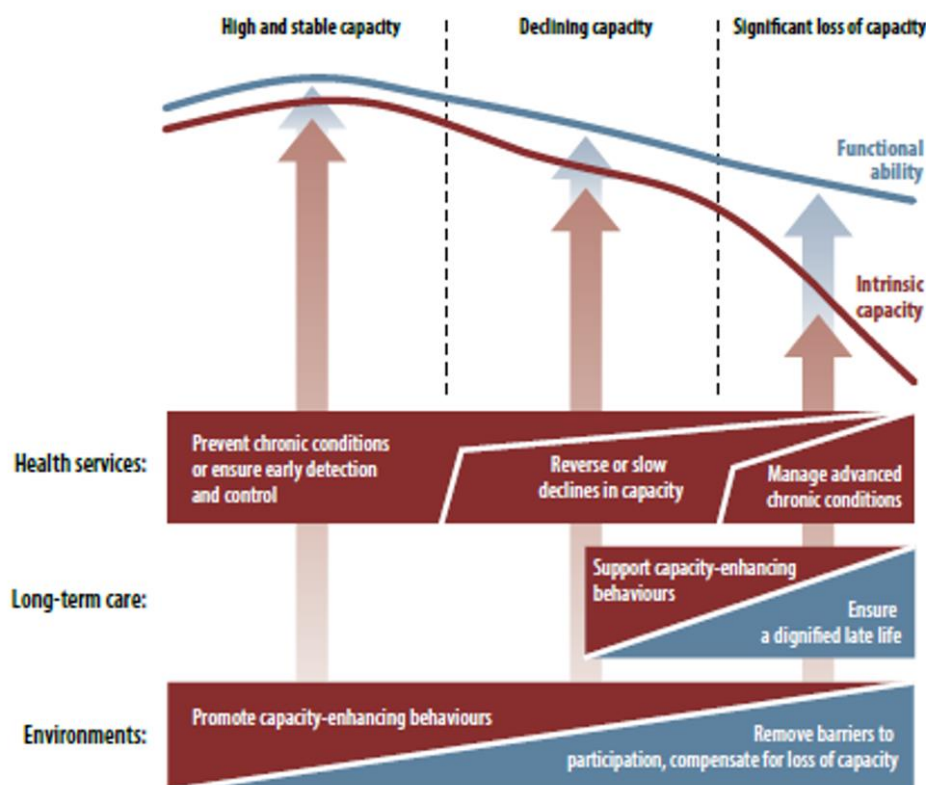 High and stable capacity
Declining capacity
Significant loss of capacity
Functional
ability
Intrinsic
capacity
Health services:
Prevent chronic conditions
or ensure early detection
and control
Reverse or slow
declines in capacity
Manage advanced
chronic conditions
Long-term care:
Support capacity-enhancing
behaviours
Ensure
a dignified late life
Environments:
Promote capacity-enhancing behaviours
Remove barriers to
participation, compensate for loss of capacity